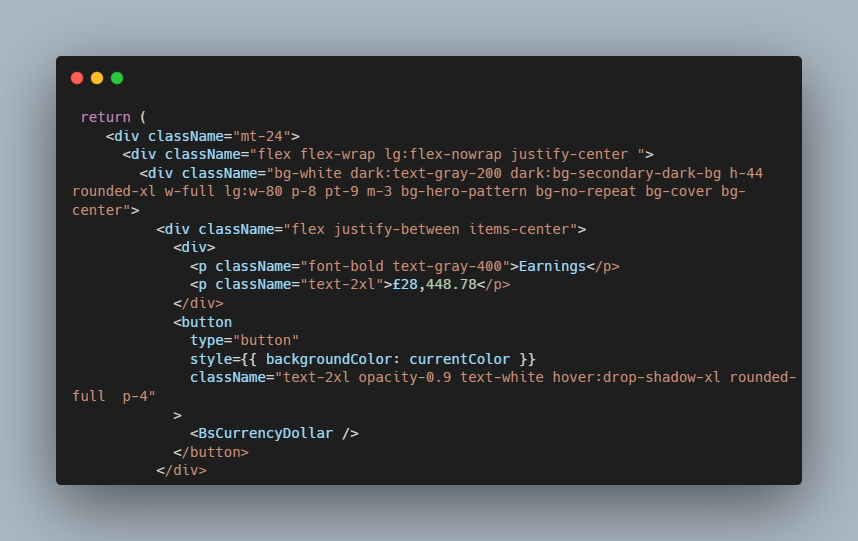 return (
<div className="mt-24">
<div className="flex flex-wrap lg:flex-nowrap justify-center ">
<div className="bg-white dark:text-gray-200 dark:bg-secondary-dark-bg h-44
rounded-xl w-full lg:w-80 p-8 pt-9 m-3 bg-hero-pattern bg-no-repeat bg-cover bg-
center">
<div className="flex justify-between items-center">
<div>
<p className="font-bold text-gray-400">Earnings</p>
<p className="text-2xl">£28,448.78</p>
</div>
<button
type="button"
style={{ backgroundColor: currentColor }}
className="text-2xl opacity-0.9 text-white hover:drop-shadow-xl rounded-
full  p-4"
>
<BsCurrencyDollar />
</button>
</div>